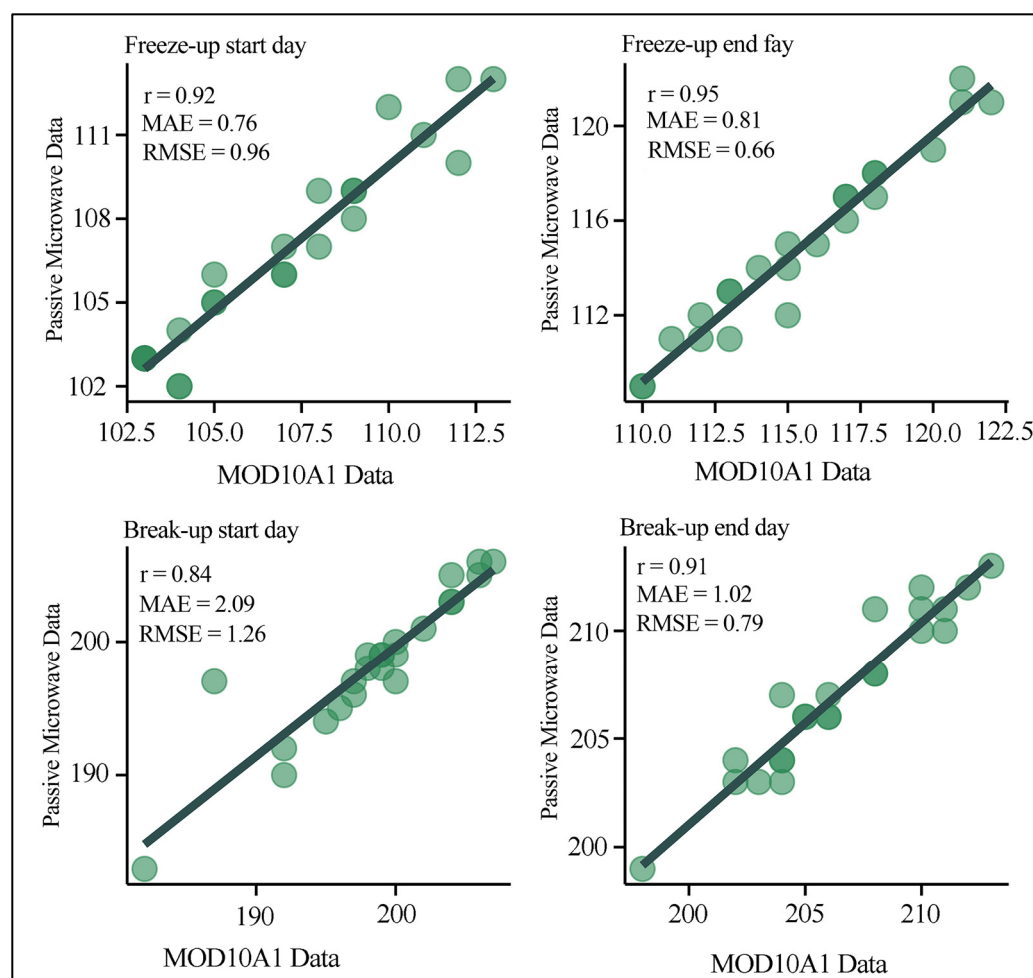 Freeze-up start day
r = 0.92
MAE = 0.76
RMSE = 0.96
Passive Microwave Data
111
108
105
102
102.5 105.0 107.5 110.0 112.5
MOD10A1 Data
Freeze-up end fay
r = 0.95
MAE = 0.81
RMSE = 0.66
Passive Microwave Data
120
116
112
110.0 112.5 115.0 117.5 120.0 122.5
MOD10A1 Data
Break-up start day
r = 0.84
MAE = 2.09
RMSE = 1.26
Passive Microwave Data
200
190
190 200
MOD10A1 Data
Break-up end day
r = 0.91
MAE = 1.02
RMSE = 0.79
Passive Microwave Data
210
205
200
200 205 210
MOD10A1 Data